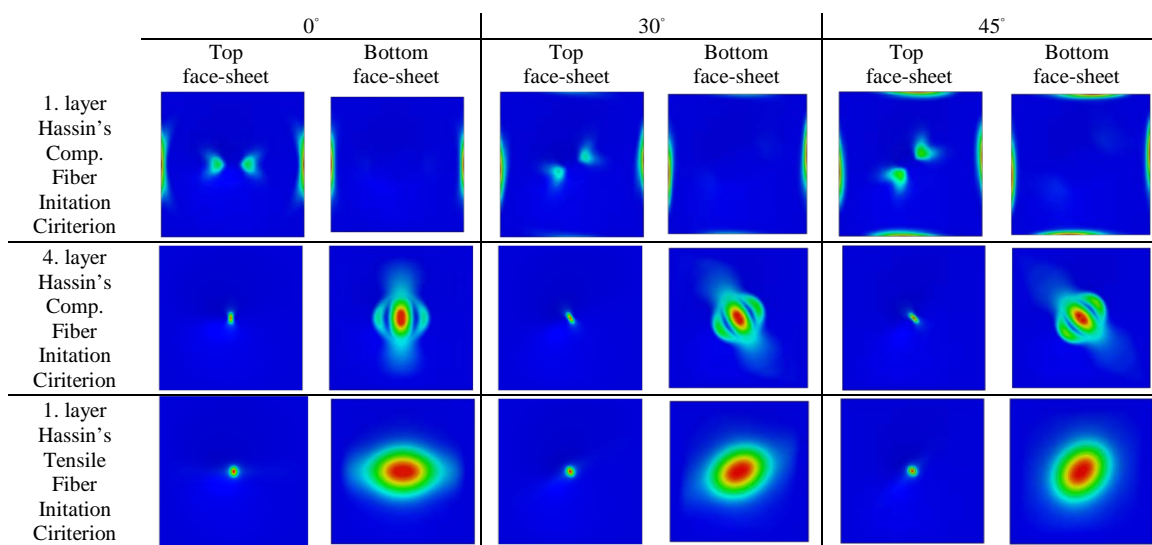 0° 30° 45°
Top Bottom Top Bottom Top Bottom
face-sheet face-sheet face-sheet face-sheet face-sheet face-sheet
1. layer
Hassin’s
Comp.
Fiber
Initation
Ciriterion
4. layer
Hassin’s
Comp.
Fiber
Initation
Ciriterion
1. layer
Hassin’s
Tensile
Fiber
Initation
Ciriterion